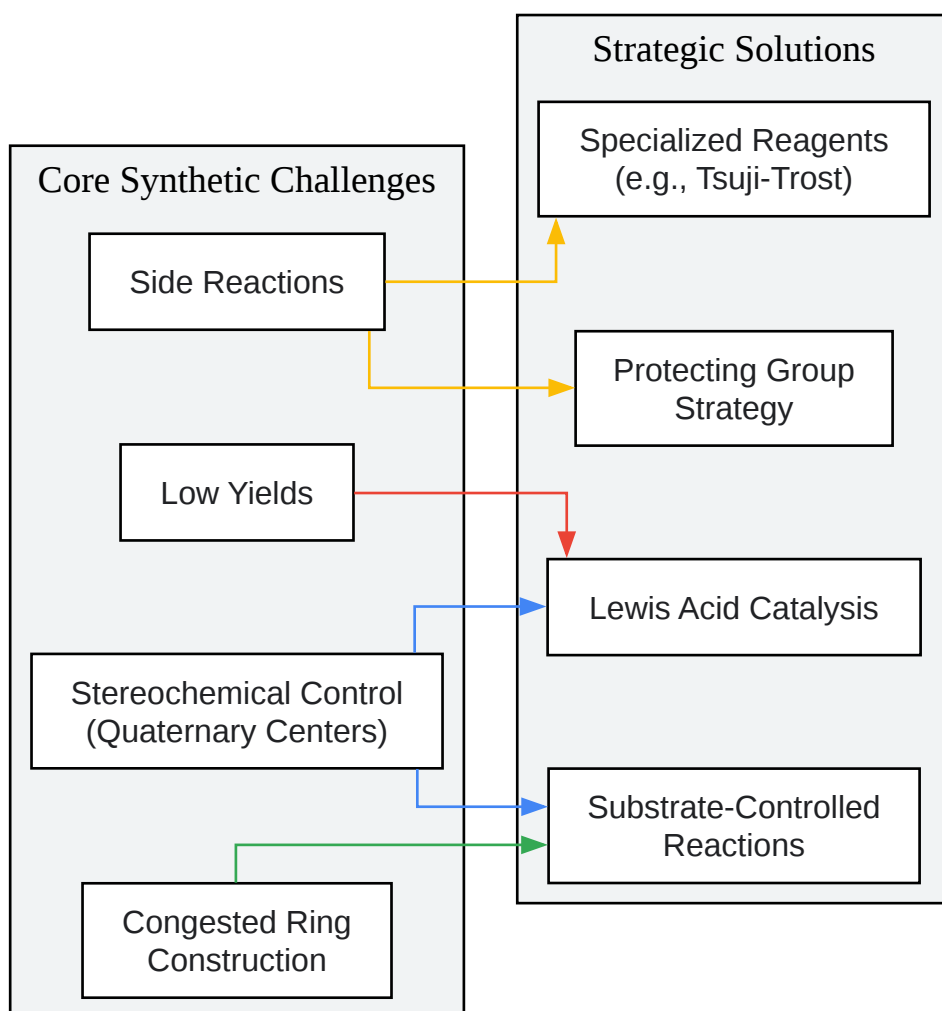 Core Synthetic Challenges
Side Reactions
Low Yields
Stereochemical Control
(Quaternary Centers)
Congested Ring
Construction
Strategic Solutions
Specialized Reagents
(e.g., Tsuji-Trost)
Protecting Group
Strategy
Lewis Acid Catalysis
Substrate-Controlled
Reactions